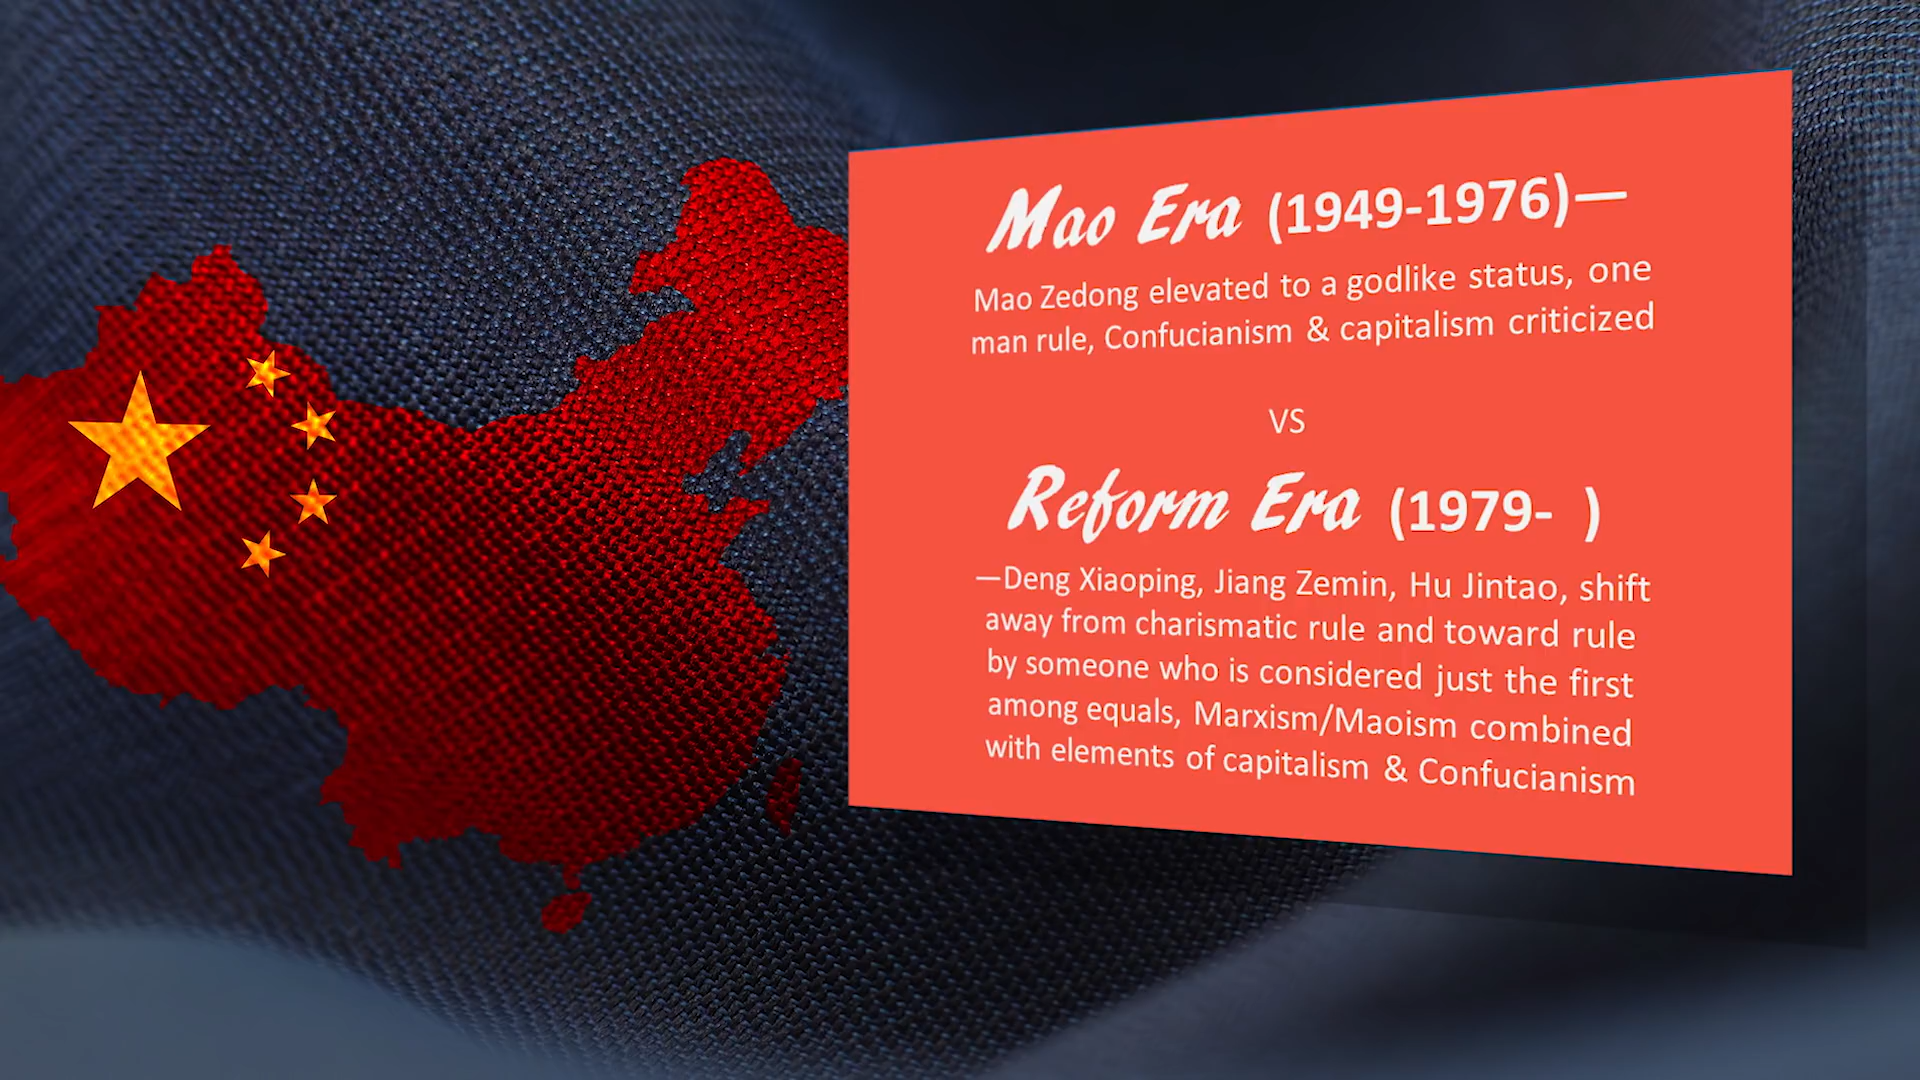 Mao Era (1949-1976)—
Mao Zedong elevated to a godlike status, one
man rule, Confucianism & capitalism criticized
VS
Reform Era (1979- )
—Deng Xiaoping, Jiang Zemin, Hu Jintao, shift
away from charismatic rule and toward rule
by someone who is considered just the first
among equals, Marxism/Maoism combined
with elements of capitalism & Confucianism